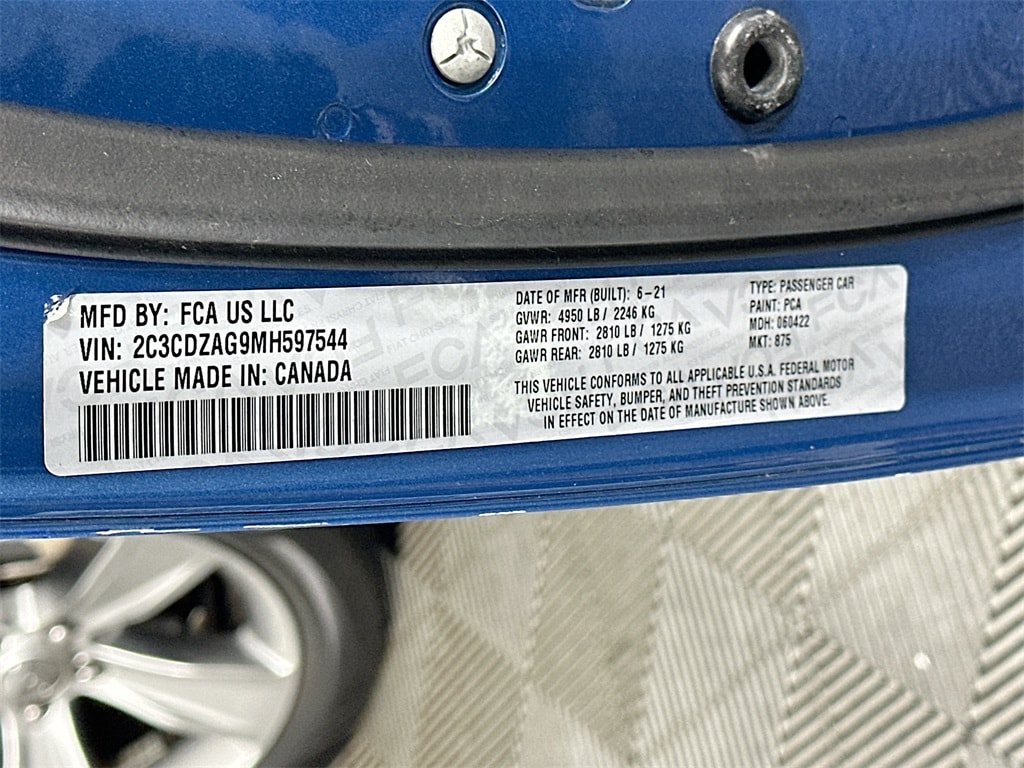 MFD BY: FCA US LLC
VIN: 2C3CDZAG9MH597544
VEHICLE MADE IN: CANADA
DATE OF MFR (BUILT): 6-21
GVWR: 4950 LB / 2246 KG
GAWR FRONT: 2810 LB / 1275 KG
GAWR REAR: 2810 LB / 1275 KG
TYPE: PASSENGER CAR
PAINT: PCA
MDH: 060422
MKT: 875
THIS VEHICLE CONFORMS TO ALL APPLICABLE U.S.A. FEDERAL MOTOR
VEHICLE SAFETY, BUMPER, AND THEFT PREVENTION STANDARDS
IN EFFECT ON THE DATE OF MANUFACTURE SHOWN ABOVE.